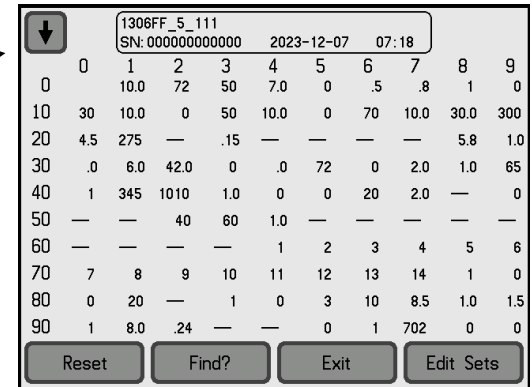 1306FF_5_111
SN: 000000000000 2023-12-07 07:18
0 1 2 3 4 5 6 7 8 9
0 10.0 72 50 7.0 0 .5 .8 1 0
10 30 10.0 0 50 10.0 0 70 10.0 30.0 300
20 4.5 275 — .15 — — — — 5.8 1.0
30 .0 6.0 42.0 0 .0 72 0 2.0 1.0 65
40 1 345 1010 1.0 0 0 20 2.0 — 0
50 — — 40 60 1.0 — — — — —
60 — — — — 1 2 3 4 5 6
70 7 8 9 10 11 12 13 14 1 0
80 0 20 — 1 0 3 10 8.5 1.0 1.5
90 1 8.0 .24 — — 0 1 702 0 0
Reset Find? Exit Edit Sets